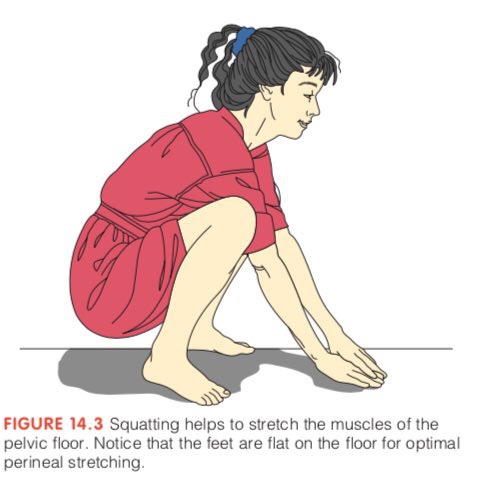 FIGURE 14.3 Squatting helps to stretch the muscles of the
pelvic floor. Notice that the feet are flat on the floor for optimal
perineal stretching.